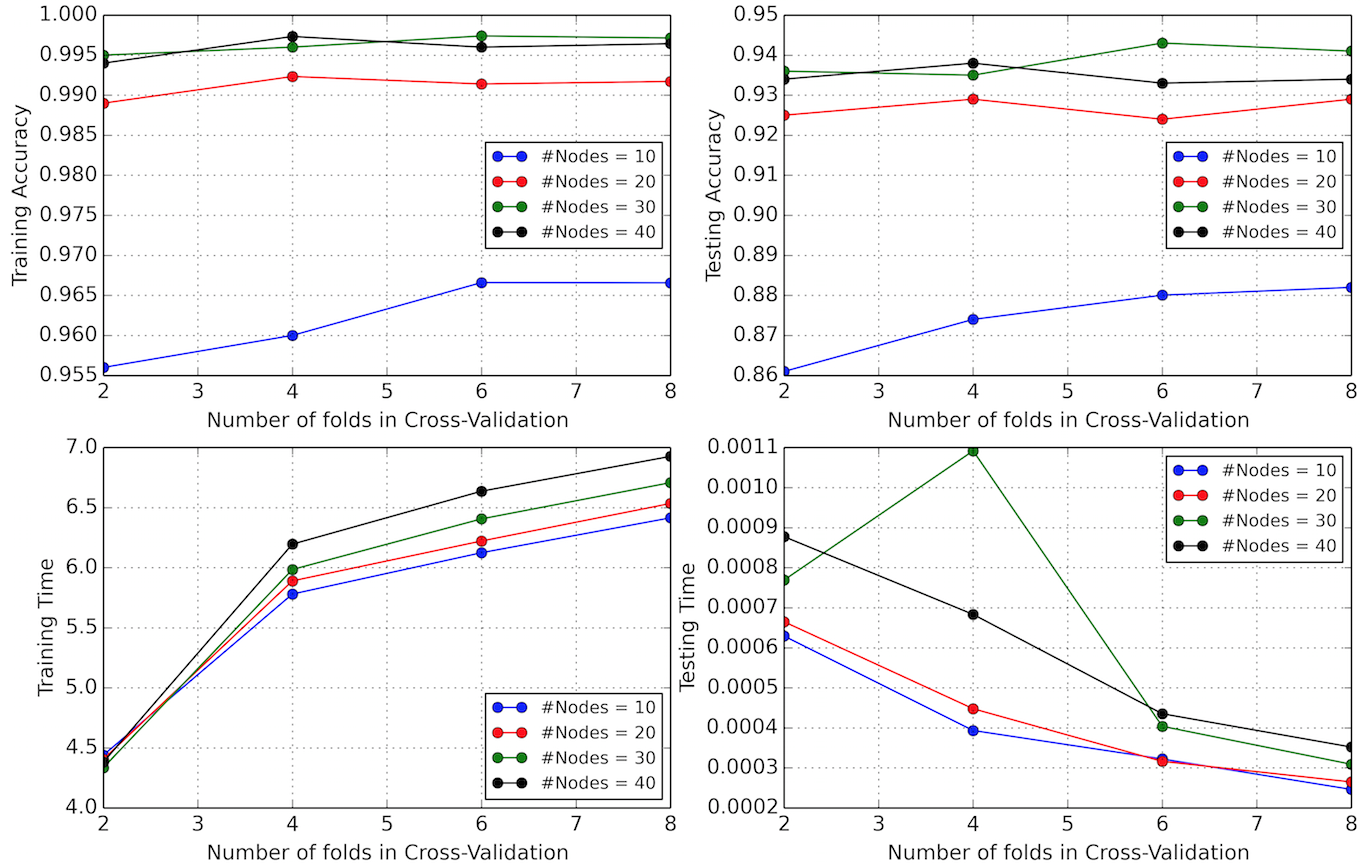 1.000
0.995
0.990
0.985
0.980
0.975
0.970
0.965
0.960
0.955
Training Accuracy
2 3 4 5 6 7 8
Number of folds in Cross-Validation
#Nodes = 10
#Nodes = 20
#Nodes = 30
#Nodes = 40
0.95
0.94
0.93
0.92
0.91
0.90
0.89
0.88
0.87
0.86
Testing Accuracy
2 3 4 5 6 7 8
Number of folds in Cross-Validation
#Nodes = 10
#Nodes = 20
#Nodes = 30
#Nodes = 40
7.0
6.5
6.0
5.5
5.0
4.5
4.0
Training Time
2 3 4 5 6 7 8
Number of folds in Cross-Validation
#Nodes = 10
#Nodes = 20
#Nodes = 30
#Nodes = 40
0.0011
0.0010
0.0009
0.0008
0.0007
0.0006
0.0005
0.0004
0.0003
0.0002
Testing Time
2 3 4 5 6 7 8
Number of folds in Cross-Validation
#Nodes = 10
#Nodes = 20
#Nodes = 30
#Nodes = 40